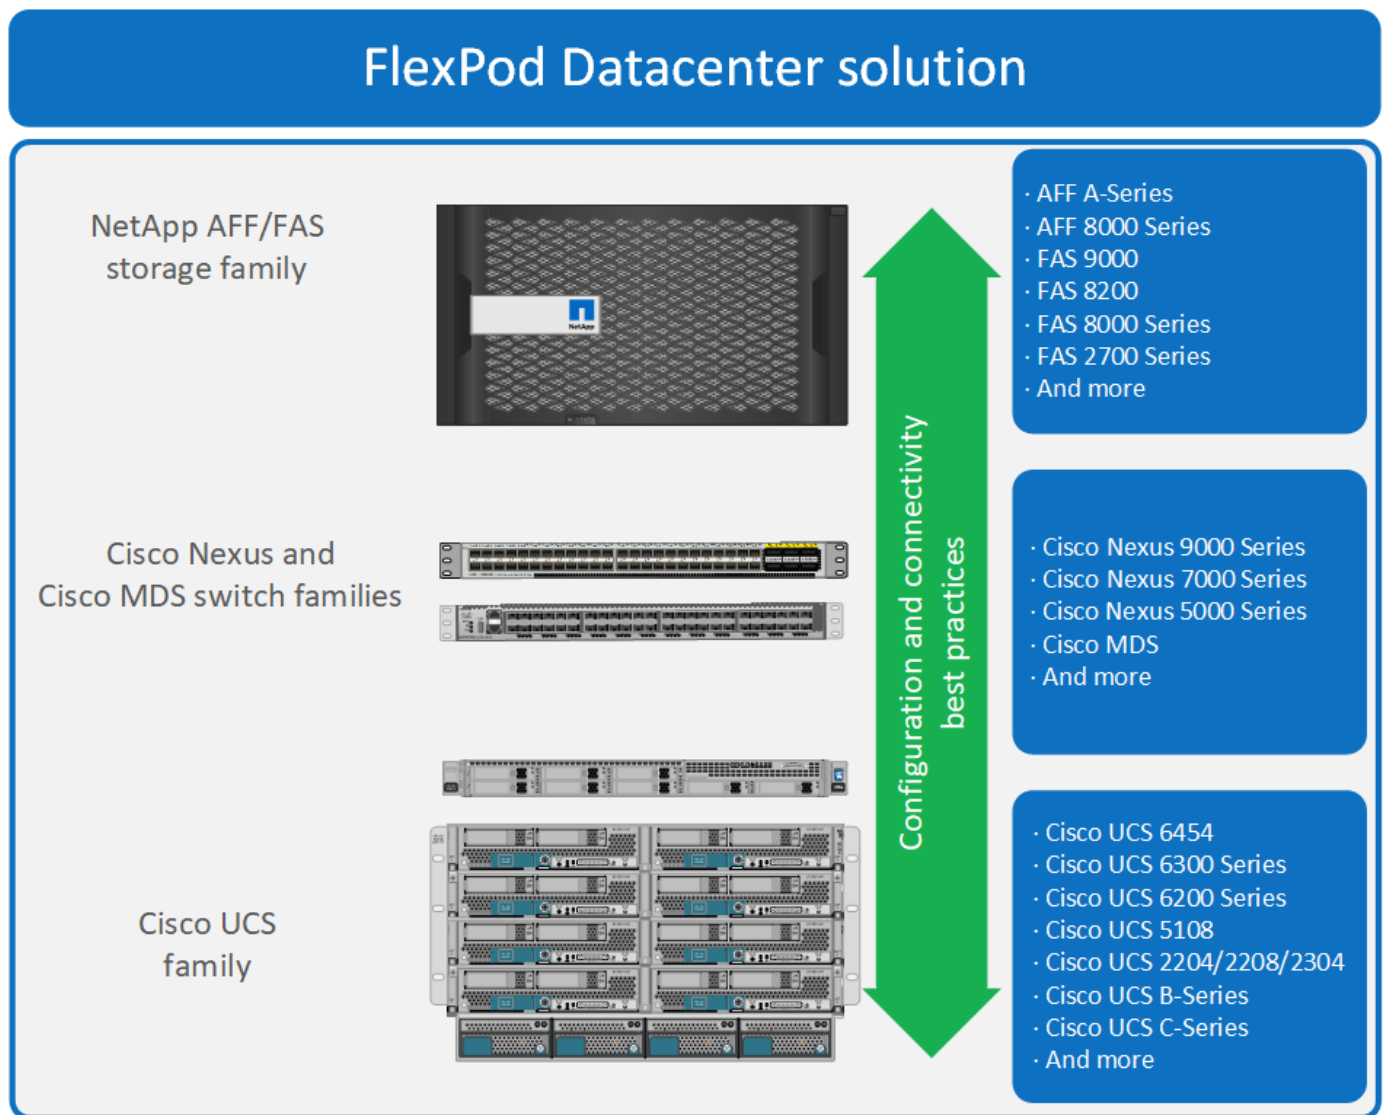 FlexPod Datacenter solution
NetApp AFF/FAS
storage family
NetApp
· AFF A-Series
· AFF 8000 Series
· FAS 9000
· FAS 8200
· FAS 8000 Series
· FAS 2700 Series
· And more
Configuration and connectivity
best practices
Cisco Nexus and
Cisco MDS switch families
· Cisco Nexus 9000 Series
· Cisco Nexus 7000 Series
· Cisco Nexus 5000 Series
· Cisco MDS
· And more
Cisco UCS
family
· Cisco UCS 6454
· Cisco UCS 6300 Series
· Cisco UCS 6200 Series
· Cisco UCS 5108
· Cisco UCS 2204/2208/2304
· Cisco UCS B-Series
· Cisco UCS C-Series
· And more